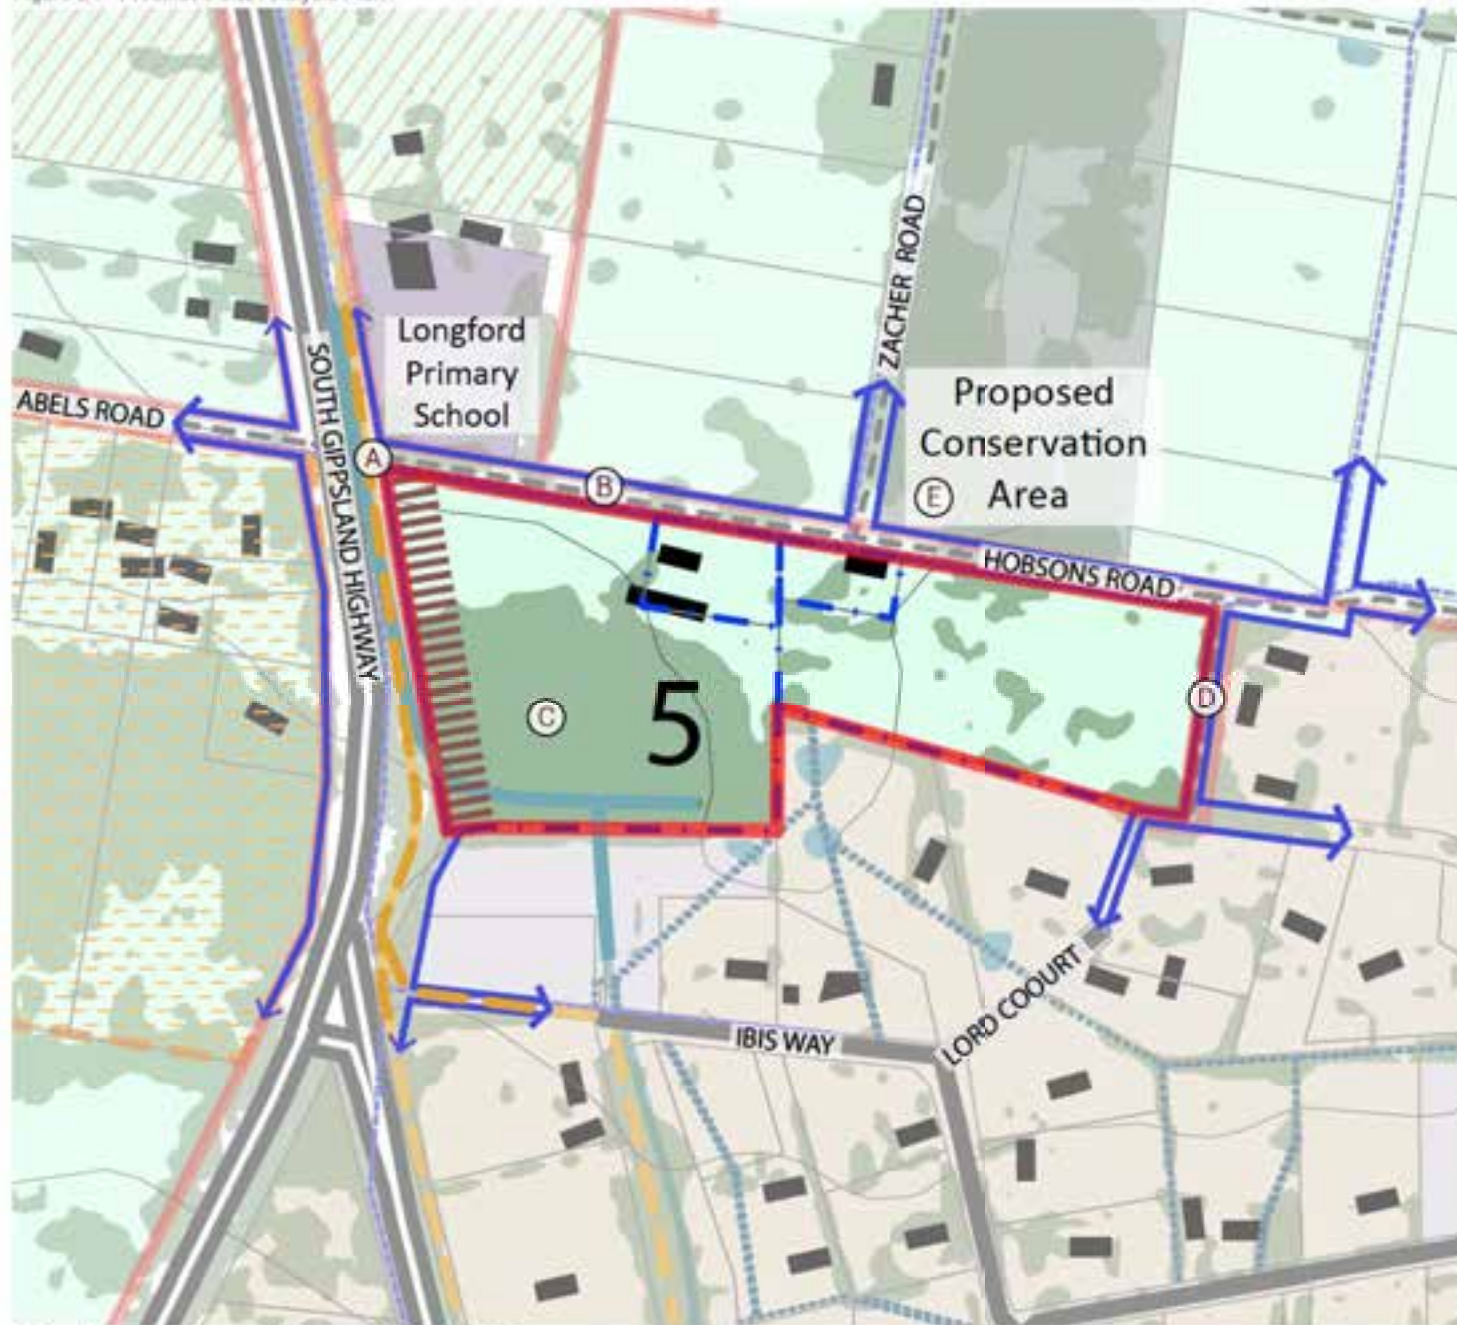 Longford
Primary
School
ABELS ROAD
SOUTH GIPPSLAND HIGHWAY
ZACHER ROAD
Proposed
Conservation
Area
A
B
E
HOBSONS ROAD
C
5
D
LORD COOURT
IBIS WAY